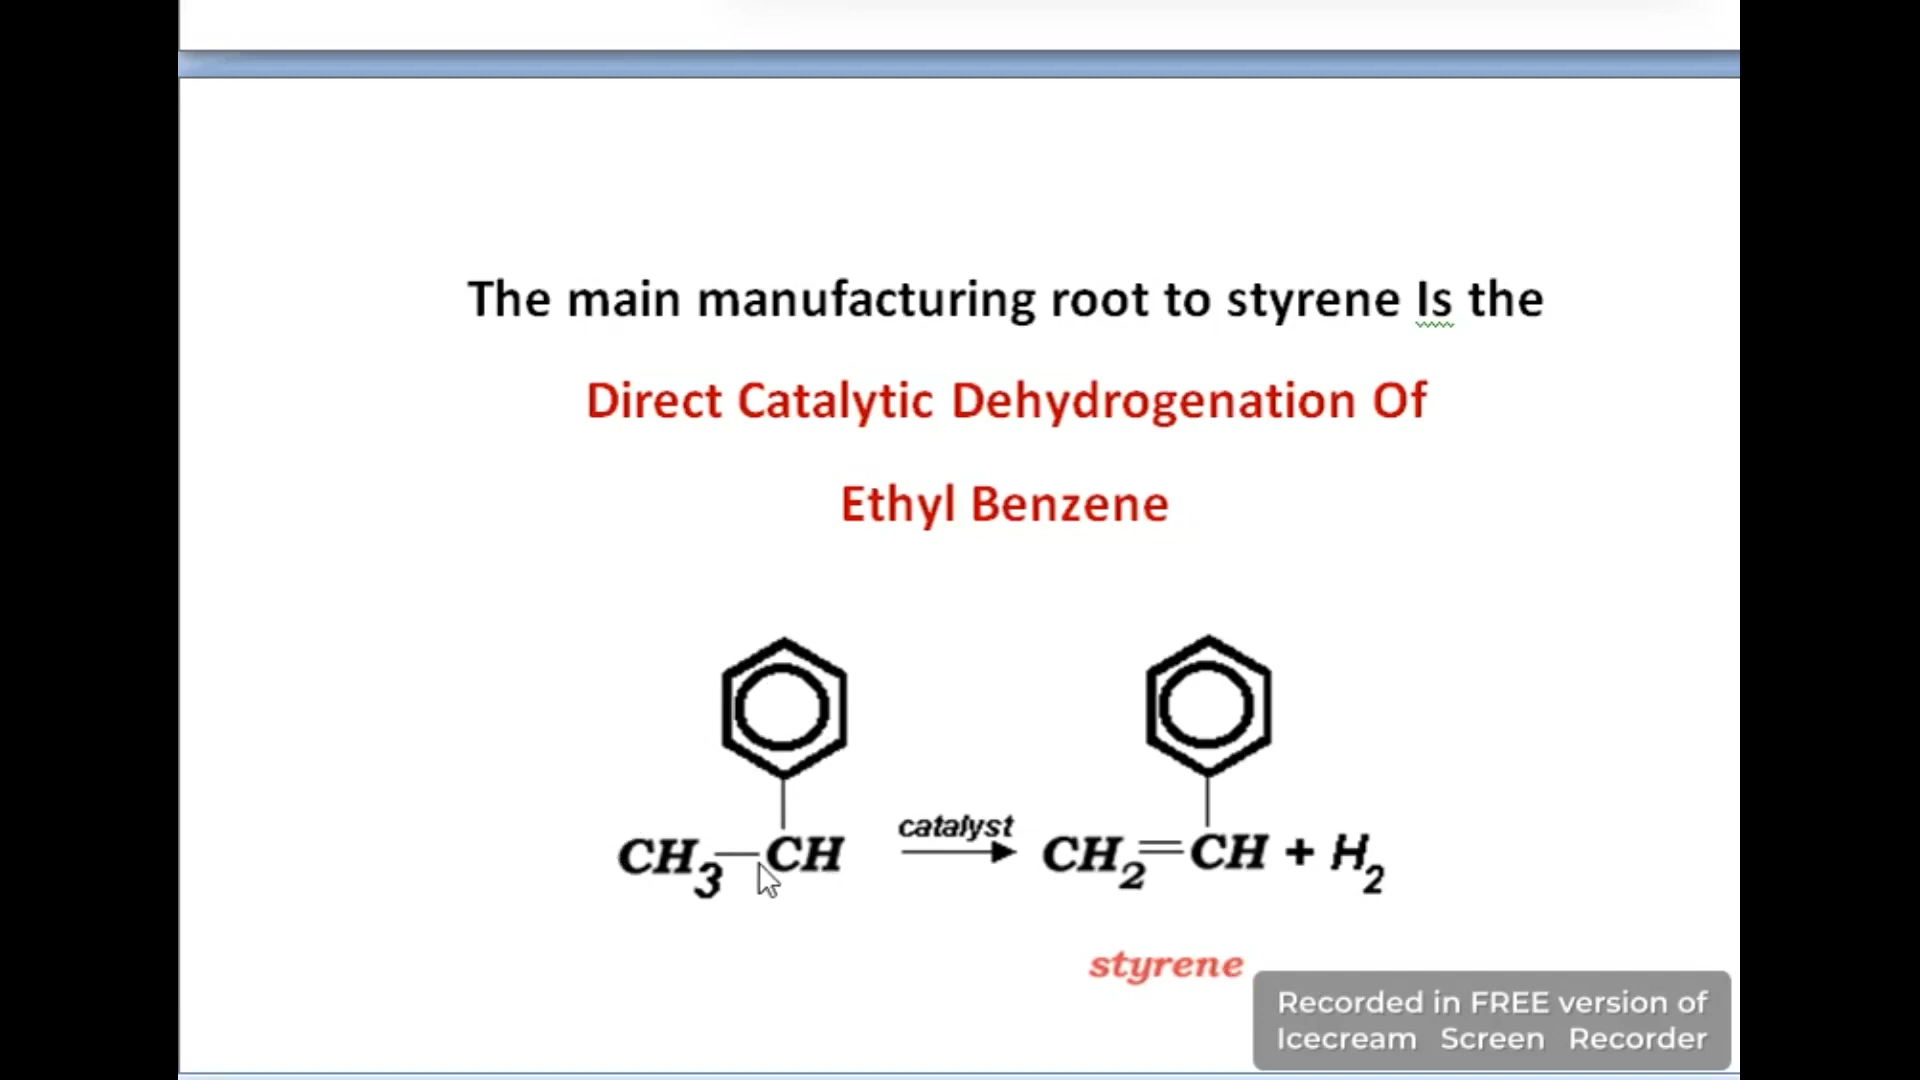 The main manufacturing root to styrene Is the
Direct Catalytic Dehydrogenation Of
Ethyl Benzene
CH3—CH catalyst CH2=CH + H2
styrene
Recorded in FREE version of
Icecream Screen Recorder